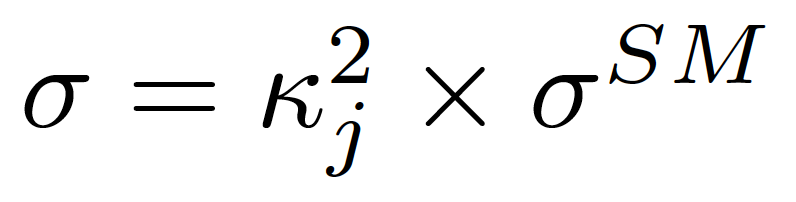 σ = κ_j^2 × σ^{SM}